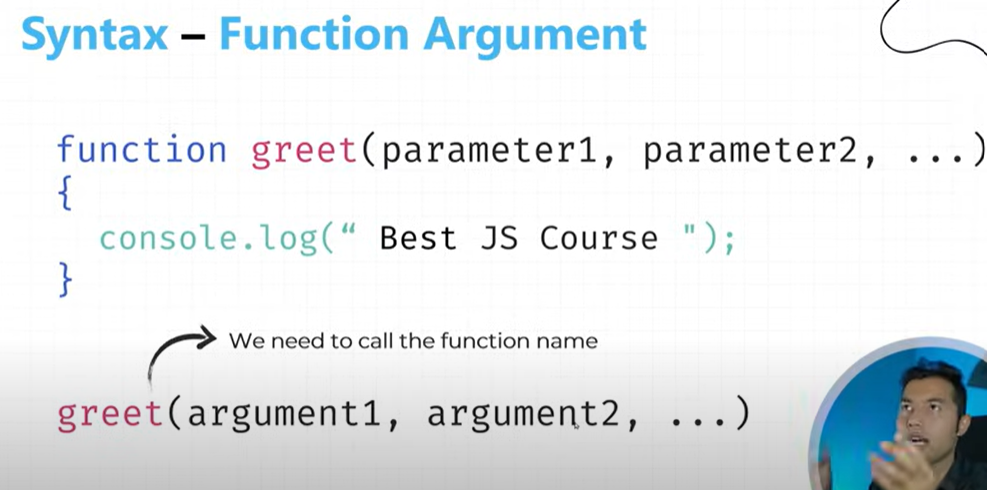 Syntax – Function Argument
function greet(parameter1, parameter2, ...)
{
console.log(“ Best JS Course ");
}
We need to call the function name
greet(argument1, argument2, ...)